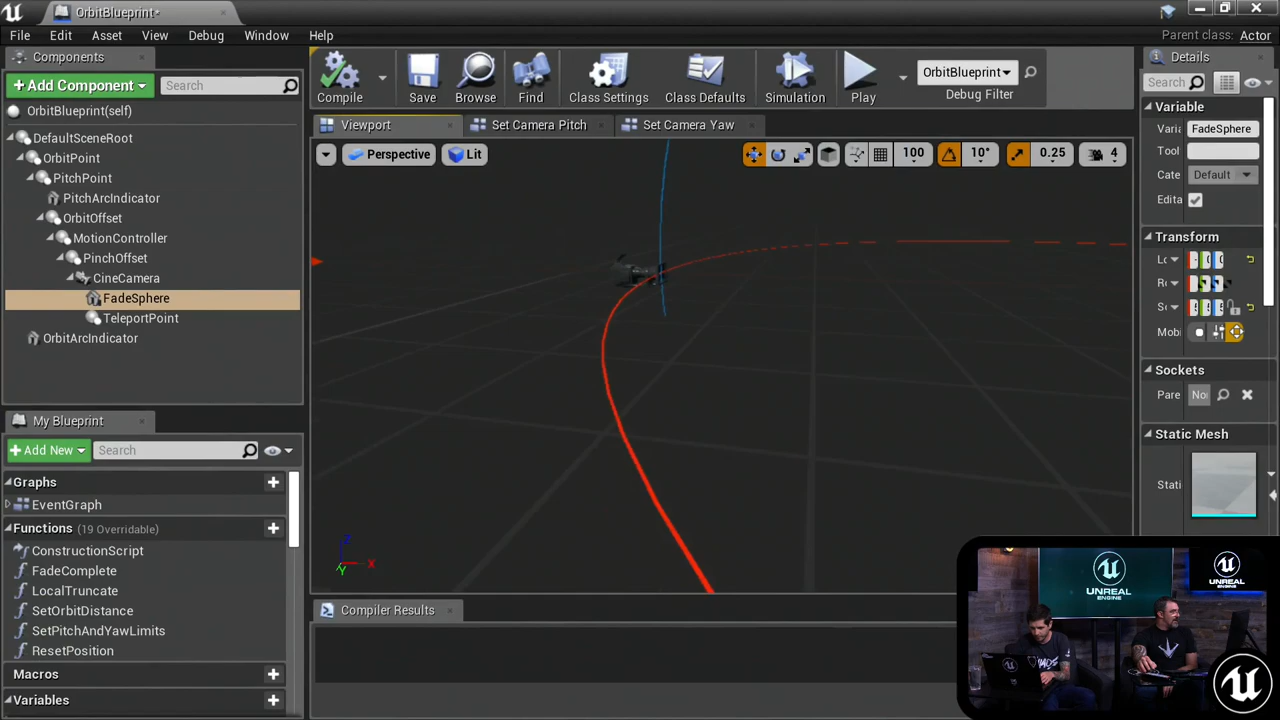 OrbitBlueprint*
File Edit Asset View Debug Window Help
Parent class: Actor
Components
+ Add Component
Search
OrbitBlueprint(self)
DefaultSceneRoot
OrbitPoint
PitchPoint
PitchArcIndicator
OrbitOffset
MotionController
PinchOffset
CineCamera
FadeSphere
TeleportPoint
OrbitArcIndicator
My Blueprint
+ Add New
Search
Graphs
EventGraph
Functions (19 Overridable)
ConstructionScript
FadeComplete
LocalTruncate
SetOrbitDistance
SetPitchAndYawLimits
ResetPosition
Macros
Variables
Compile
Save
Browse
Find
Class Settings
Class Defaults
Simulation
Play
OrbitBlueprint
Debug Filter
Viewport
Set Camera Pitch
Set Camera Yaw
Perspective
Lit
100
10°
0.25
4
Z
X
Y
Compiler Results
Details
Search
Variable
Varia FadeSphere
Tool
Cate Default
Edita
Transform
Mobi
Sockets
Pare
Static Mesh
Stati
UNREAL
ENGINE
UNREAL